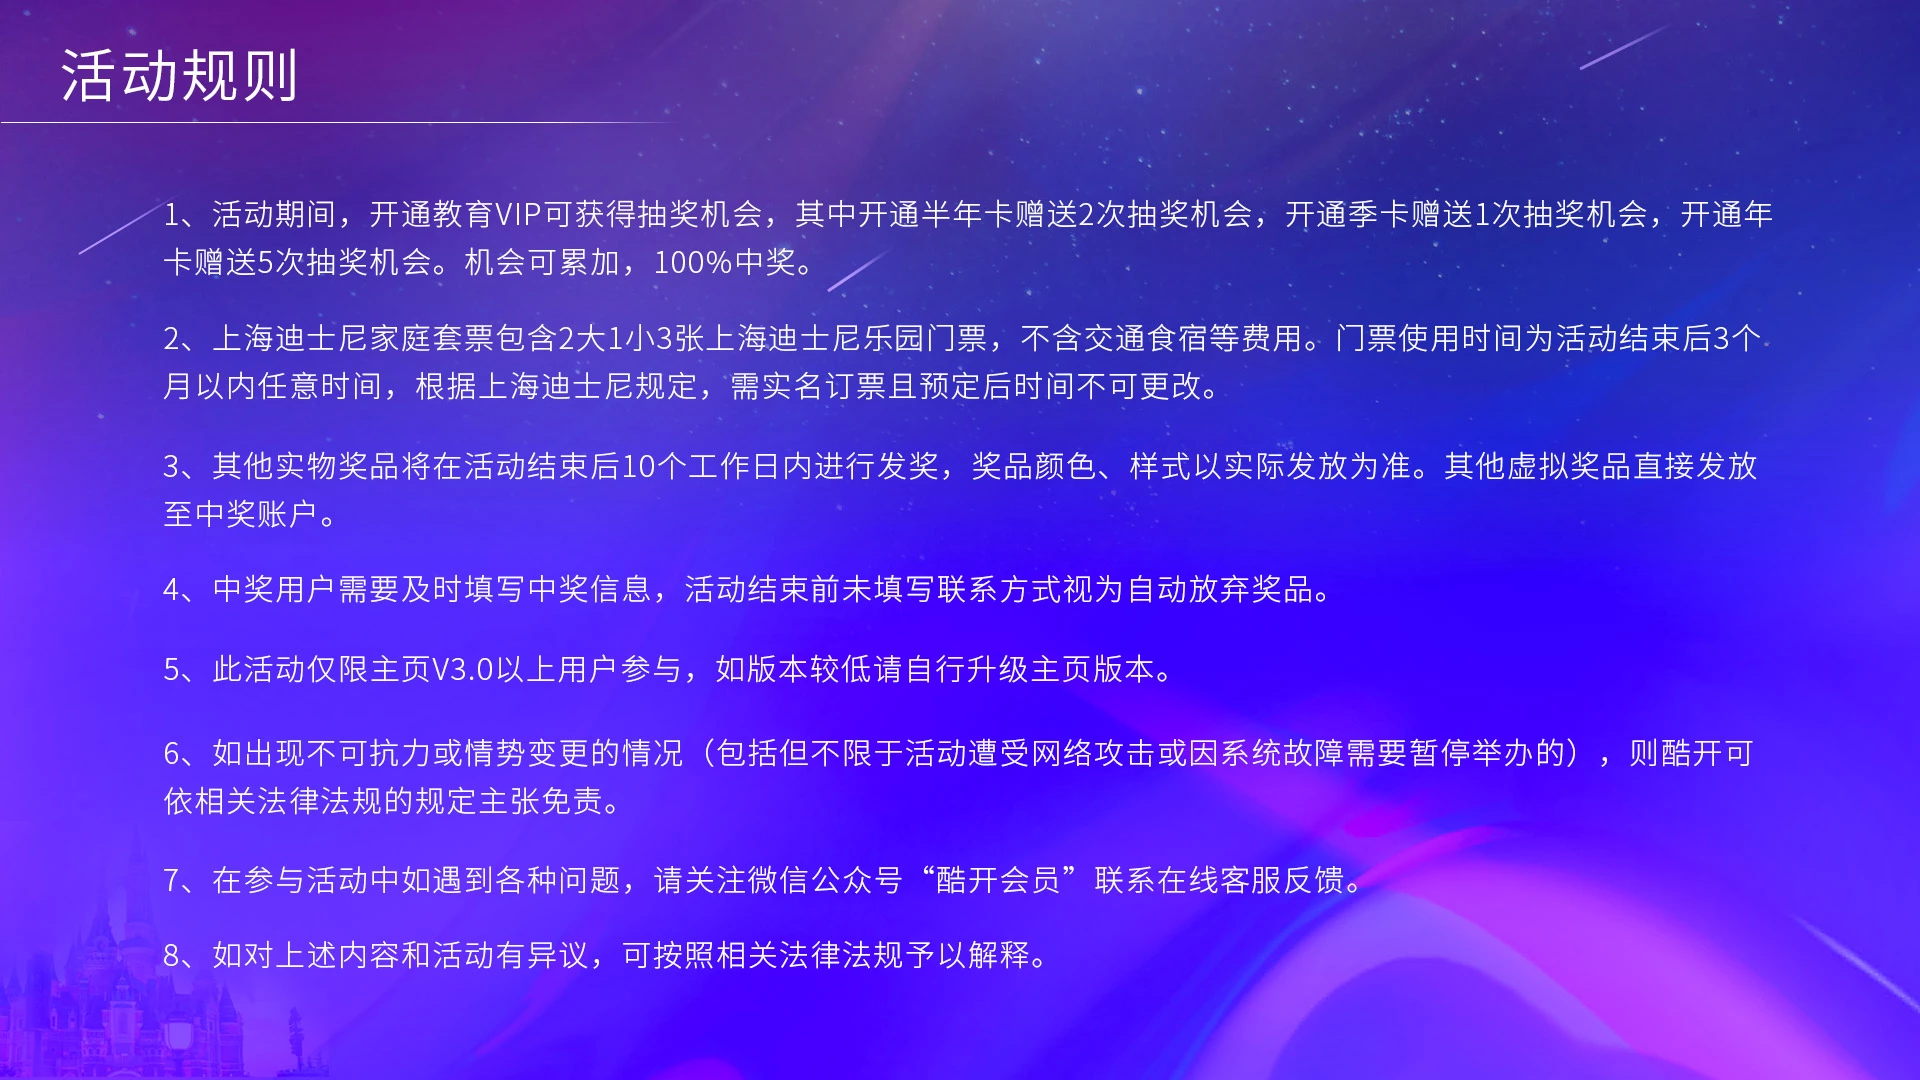 活动规则
1、活动期间，开通教育VIP可获得抽奖机会，其中开通半年卡赠送2次抽奖机会，开通季卡赠送1次抽奖机会，开通年
卡赠送5次抽奖机会。机会可累加，100%中奖。
2、上海迪士尼家庭套票包含2大1小3张上海迪士尼乐园门票，不含交通食宿等费用。门票使用时间为活动结束后3个
月以内任意时间，根据上海迪士尼规定，需实名订票且预定后时间不可更改。
3、其他实物奖品将在活动结束后10个工作日内进行发奖，奖品颜色、样式以实际发放为准。其他虚拟奖品直接发放
至中奖账户。
4、中奖用户需要及时填写中奖信息，活动结束前未填写联系方式视为自动放弃奖品。
5、此活动仅限主页V3.0以上用户参与，如版本较低请自行升级主页版本。
6、如出现不可抗力或情势变更的情况（包括但不限于活动遭受网络攻击或因系统故障需要暂停举办的），则酷开可
依相关法律法规的规定主张免责。
7、在参与活动中如遇到各种问题，请关注微信公众号“酷开会员”联系在线客服反馈。
8、如对上述内容和活动有异议，可按照相关法律法规予以解释。